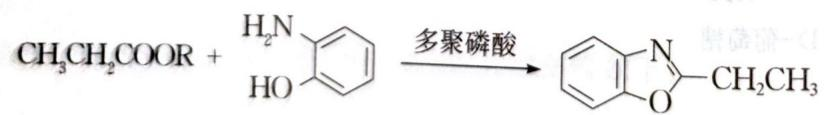 CH₃CH₂COOR + H₂N HO 多聚磷酸 N O CH₂CH₃